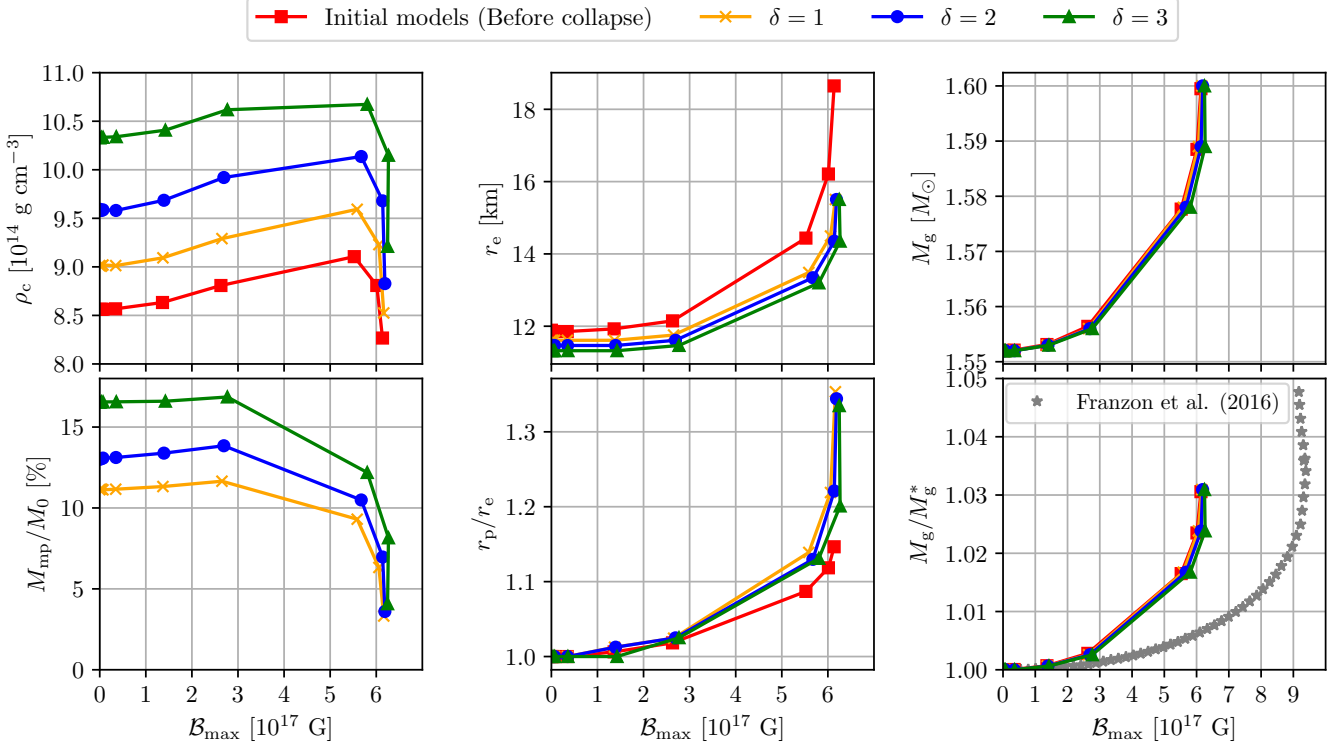 Initial models (Before collapse) δ = 1 δ = 2 δ = 3
11.0
10.5
10.0
9.5
9.0
8.5
8.0
ρc [10^14 g cm^−3]
18
16
14
12
re [km]
1.60
1.59
1.58
1.57
1.56
1.55
Mg [M⊙]
15
10
5
0
Mmp/M0 [%]
0 1 2 3 4 5 6
Bmax [10^17 G]
1.3
1.2
1.1
1.0
rp/re
0 1 2 3 4 5 6
Bmax [10^17 G]
Franzon et al. (2016)
1.05
1.04
1.03
1.02
1.01
1.00
Mg/Mg*
0 1 2 3 4 5 6 7 8 9
Bmax [10^17 G]